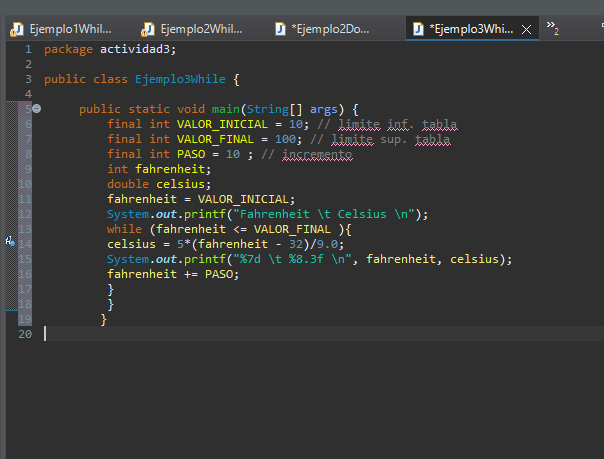 Ejemplo1Whil... Ejemplo2Whil... *Ejemplo2Do... *Ejemplo3Whi... 2
1 package actividad3;
2
3 public class Ejemplo3While {
4
5 public static void main(String[] args) {
6 final int VALOR_INICIAL = 10; // limite inf. tabla
7 final int VALOR_FINAL = 100; // limite sup. tabla
8 final int PASO = 10 ; // incremento
9 int fahrenheit;
10 double celsius;
11 fahrenheit = VALOR_INICIAL;
12 System.out.printf("Fahrenheit \t Celsius \n");
13 while (fahrenheit <= VALOR_FINAL ){
14 celsius = 5*(fahrenheit - 32)/9.0;
15 System.out.printf("%7d \t %8.3f \n", fahrenheit, celsius);
16 fahrenheit += PASO;
17 }
18 }
19 }
20